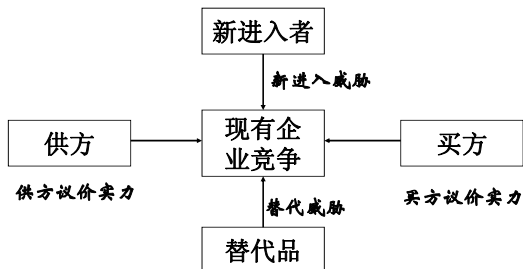 新进入者
新进入威胁
供方
现有企
业竞争
买方
供方议价实力
买方议价实力
替代威胁
替代品